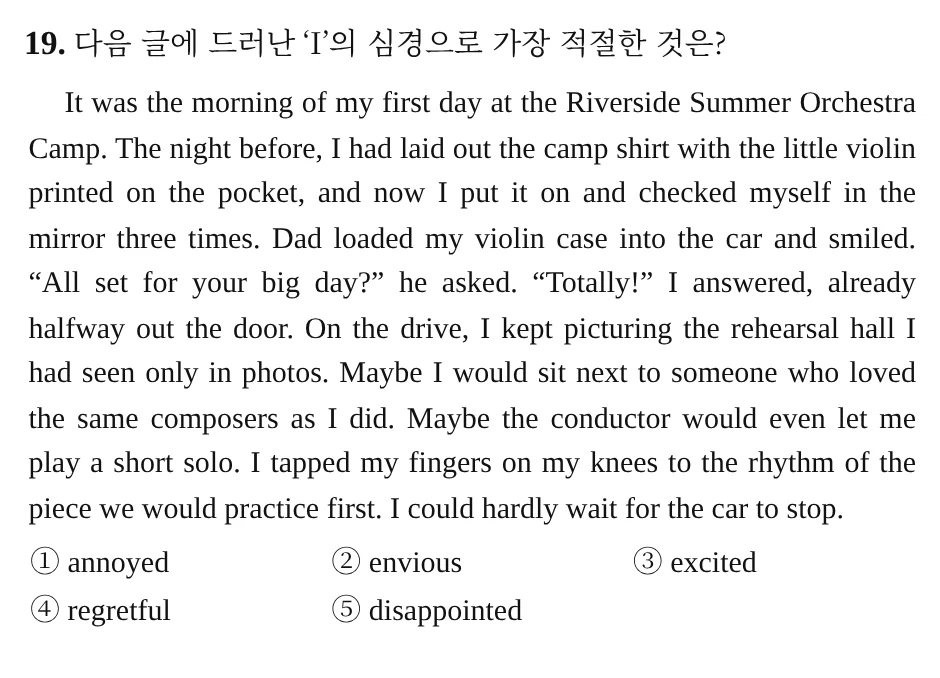 19. 다음 글에 드러난 ‘I’의 심경으로 가장 적절한 것은?
It was the morning of my first day at the Riverside Summer Orchestra
Camp. The night before, I had laid out the camp shirt with the little violin
printed on the pocket, and now I put it on and checked myself in the
mirror three times. Dad loaded my violin case into the car and smiled.
“All set for your big day?” he asked. “Totally!” I answered, already
halfway out the door. On the drive, I kept picturing the rehearsal hall I
had seen only in photos. Maybe I would sit next to someone who loved
the same composers as I did. Maybe the conductor would even let me
play a short solo. I tapped my fingers on my knees to the rhythm of the
piece we would practice first. I could hardly wait for the car to stop.
① annoyed ② envious ③ excited
④ regretful ⑤ disappointed